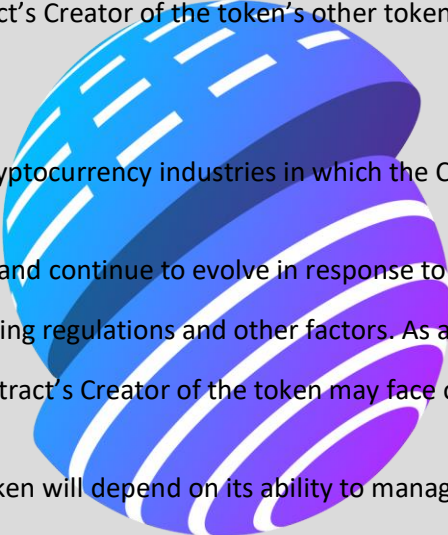 ct’s Creator of the token’s other token
yptocurrency industries in which the C
and continue to evolve in response to
ing regulations and other factors. As a
tract’s Creator of the token may face c
ken will depend on its ability to manag